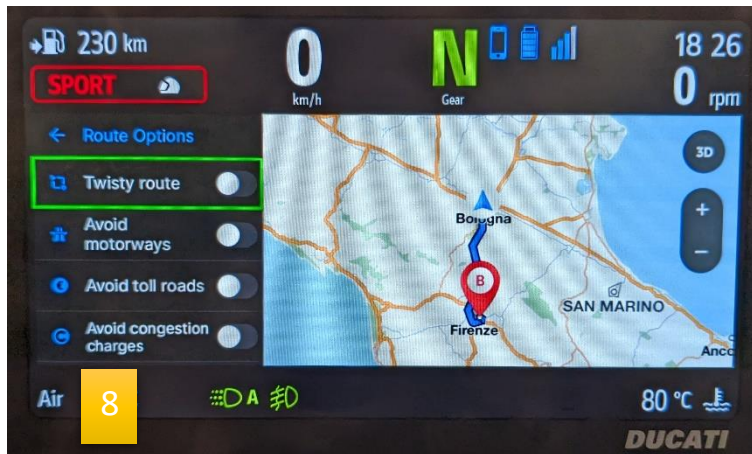 230 km
SPORT
0
km/h
N
Gear
18 26
0 rpm
Route Options
Twisty route
Avoid
motorways
Avoid toll roads
Avoid congestion
charges
3D
+
−
Bologna
B
Firenze
SAN MARINO
Anco
Air
8
A
80 °C
DUCATI